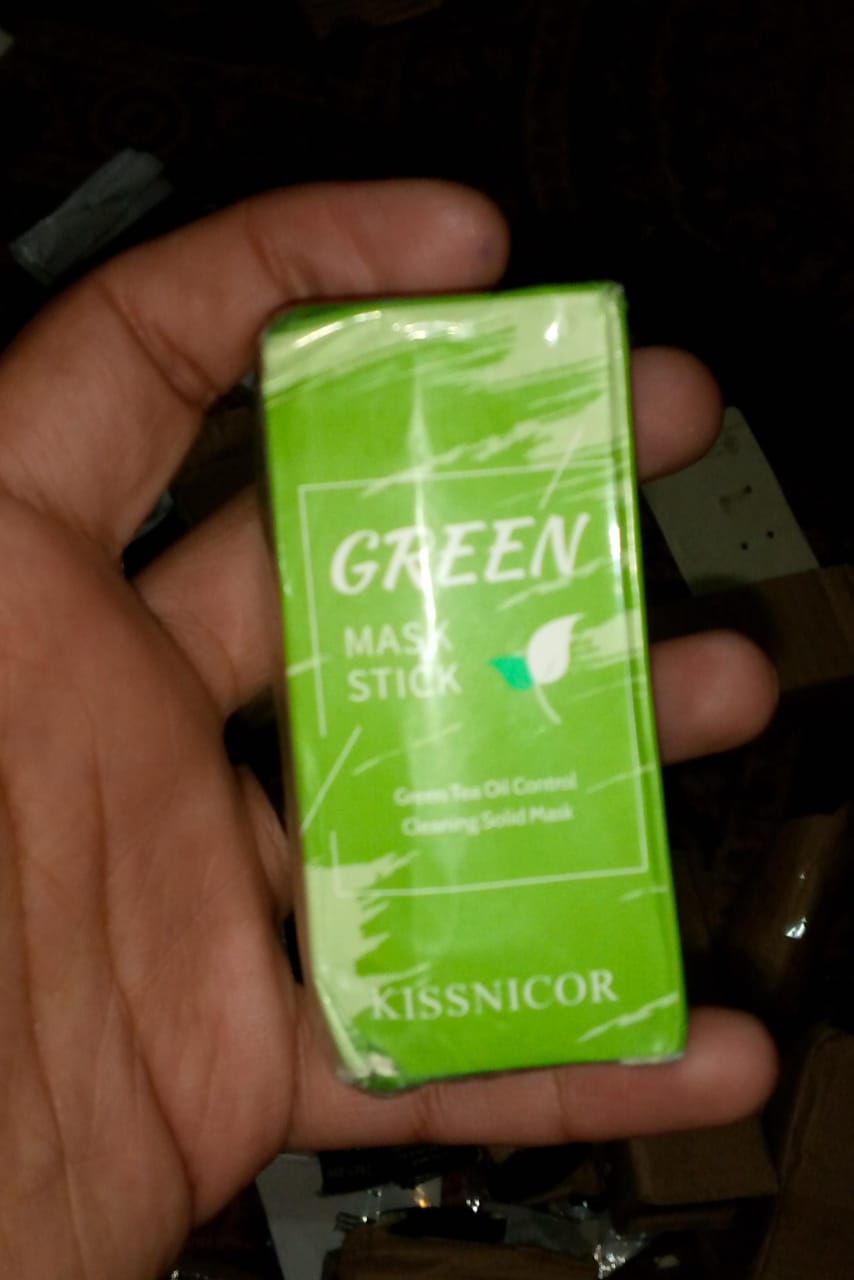 GREEN
MASK
STICK
Green Tea Oil Control
Cleaning Solid Mask
KISSNICOR